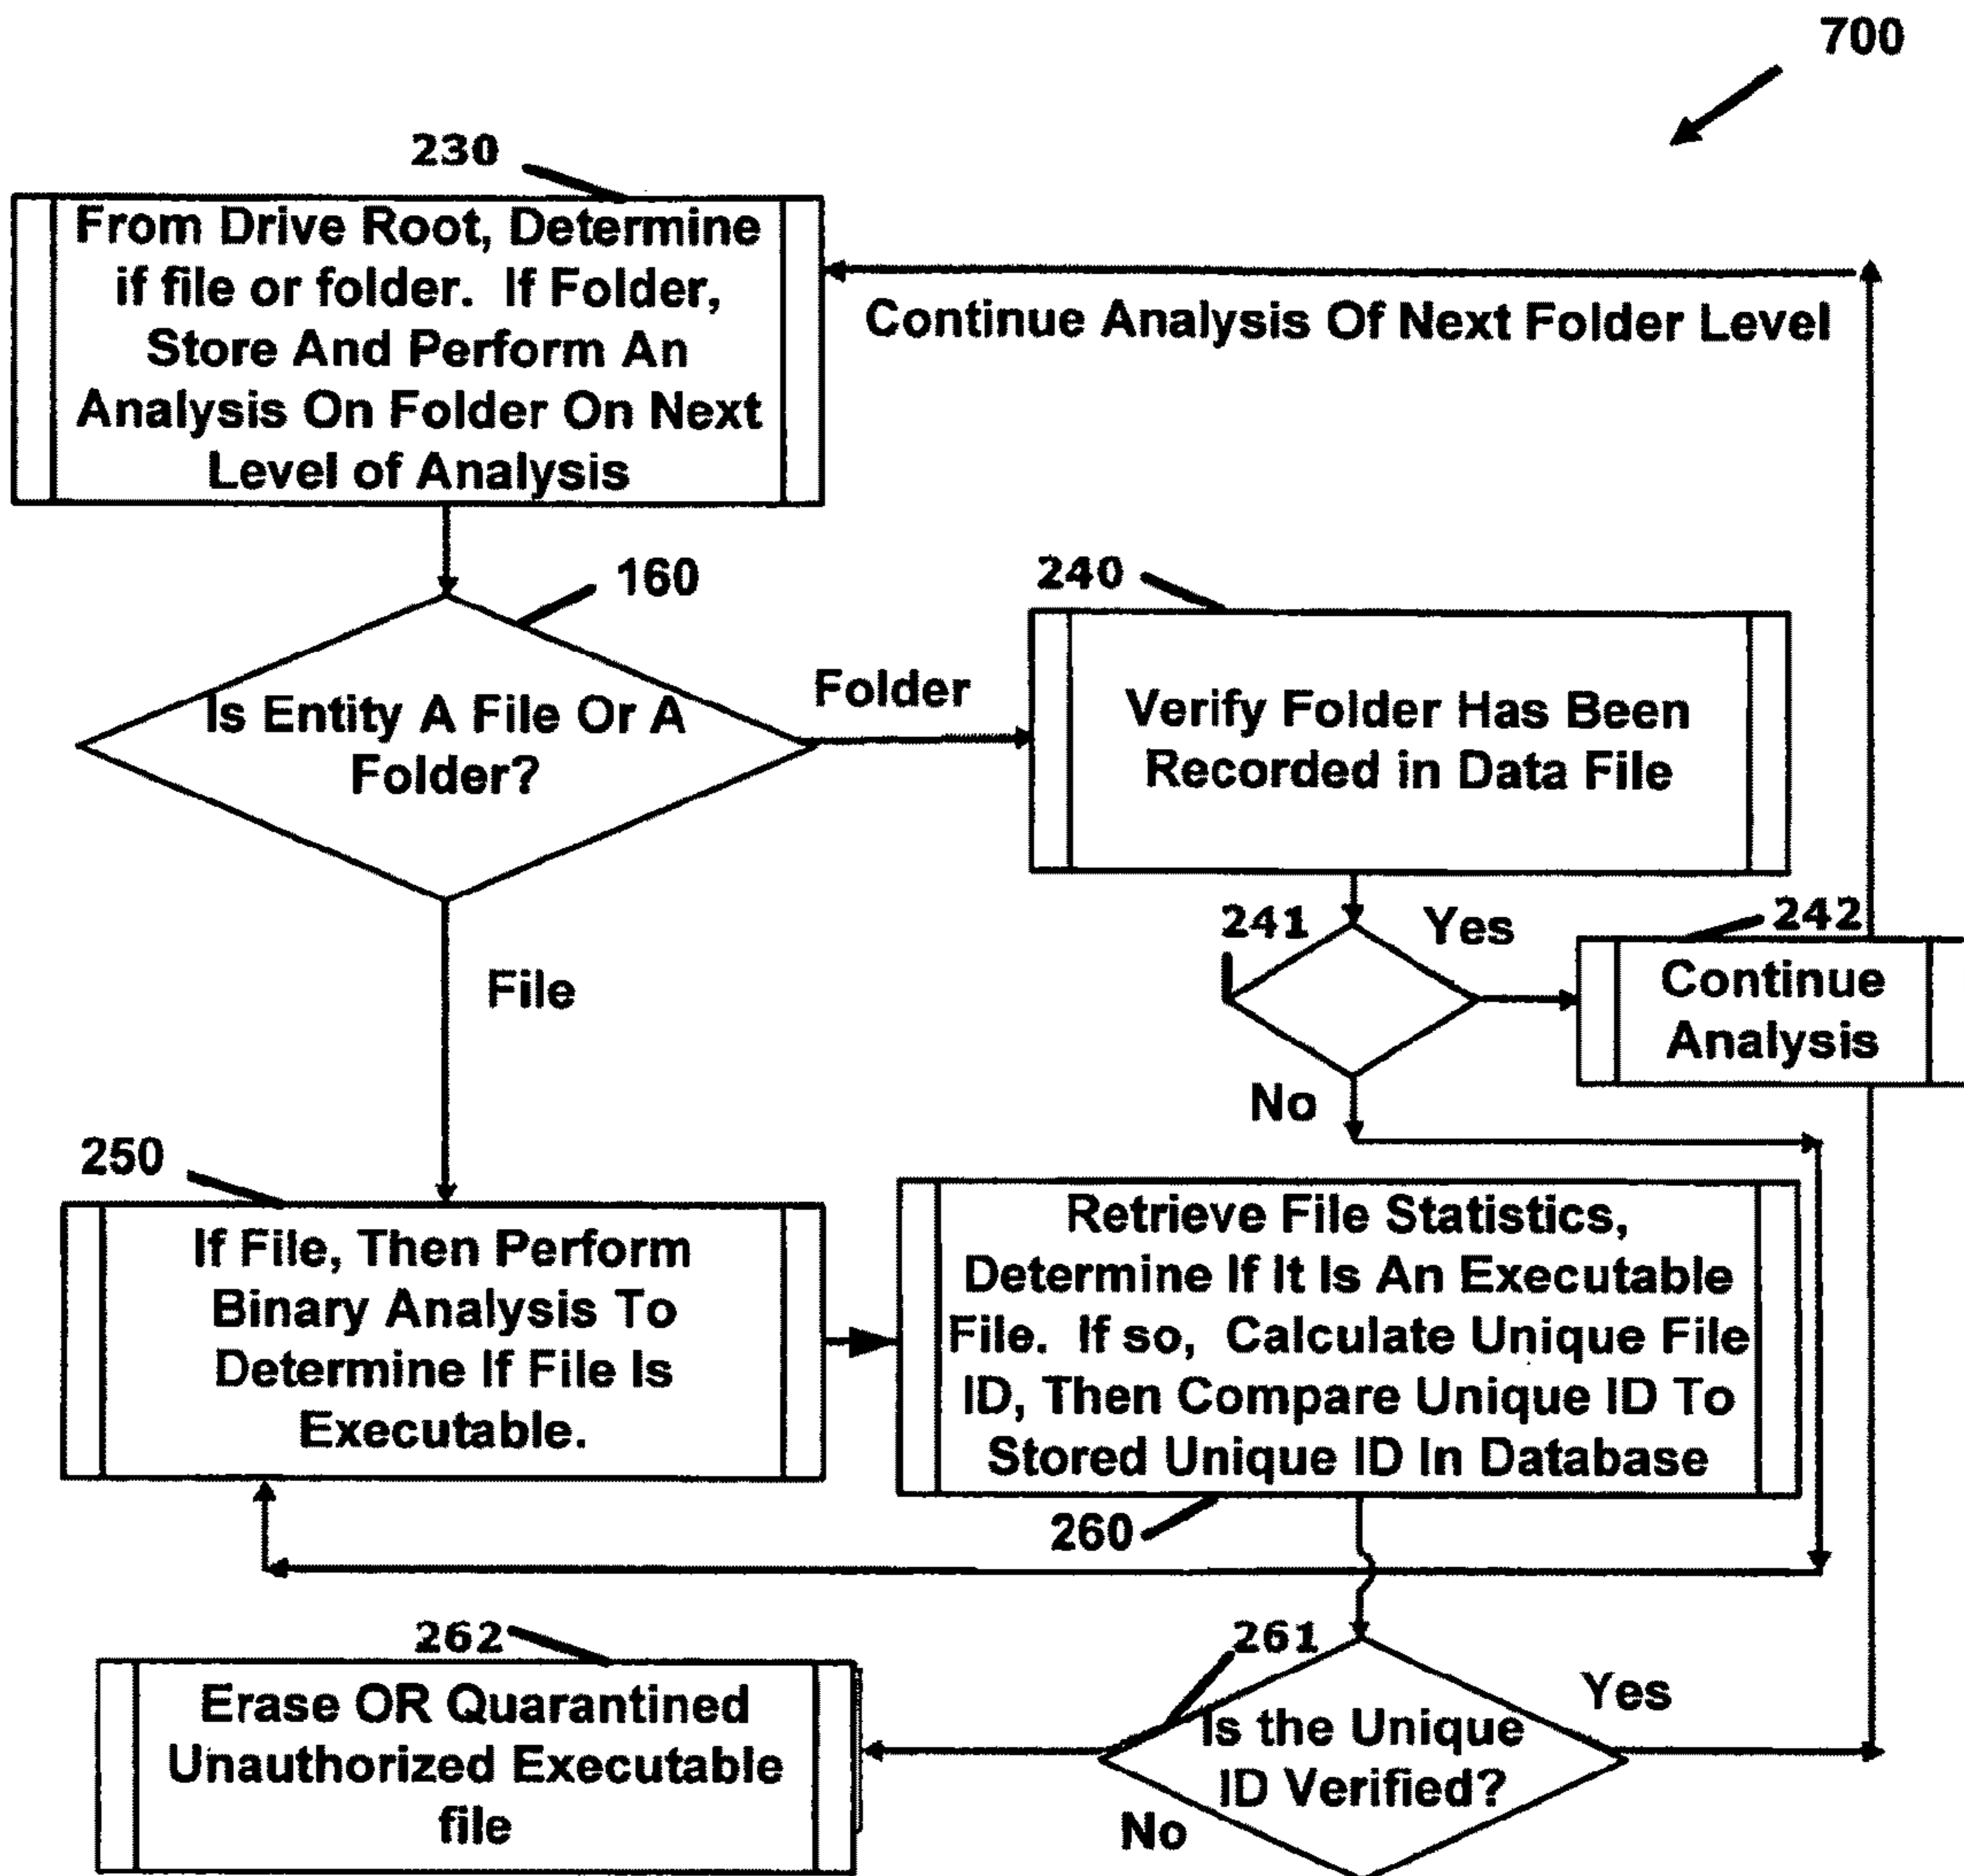 700
230
From Drive Root, Determine
if file or folder.  If Folder,
Store And Perform An
Analysis On Folder On Next
Level of Analysis
Continue Analysis Of Next Folder Level
160
Is Entity A File Or A
Folder?
Folder
240
Verify Folder Has Been
Recorded in Data File
241
Yes
242
Continue
Analysis
File
No
250
If File, Then Perform
Binary Analysis To
Determine If File Is
Executable.
Retrieve File Statistics,
Determine If It Is An Executable
File.  If so,  Calculate Unique File
ID, Then Compare Unique ID To
Stored Unique ID In Database
260
262
Erase OR Quarantined
Unauthorized Executable
file
261
Is the Unique
ID Verified?
Yes
No